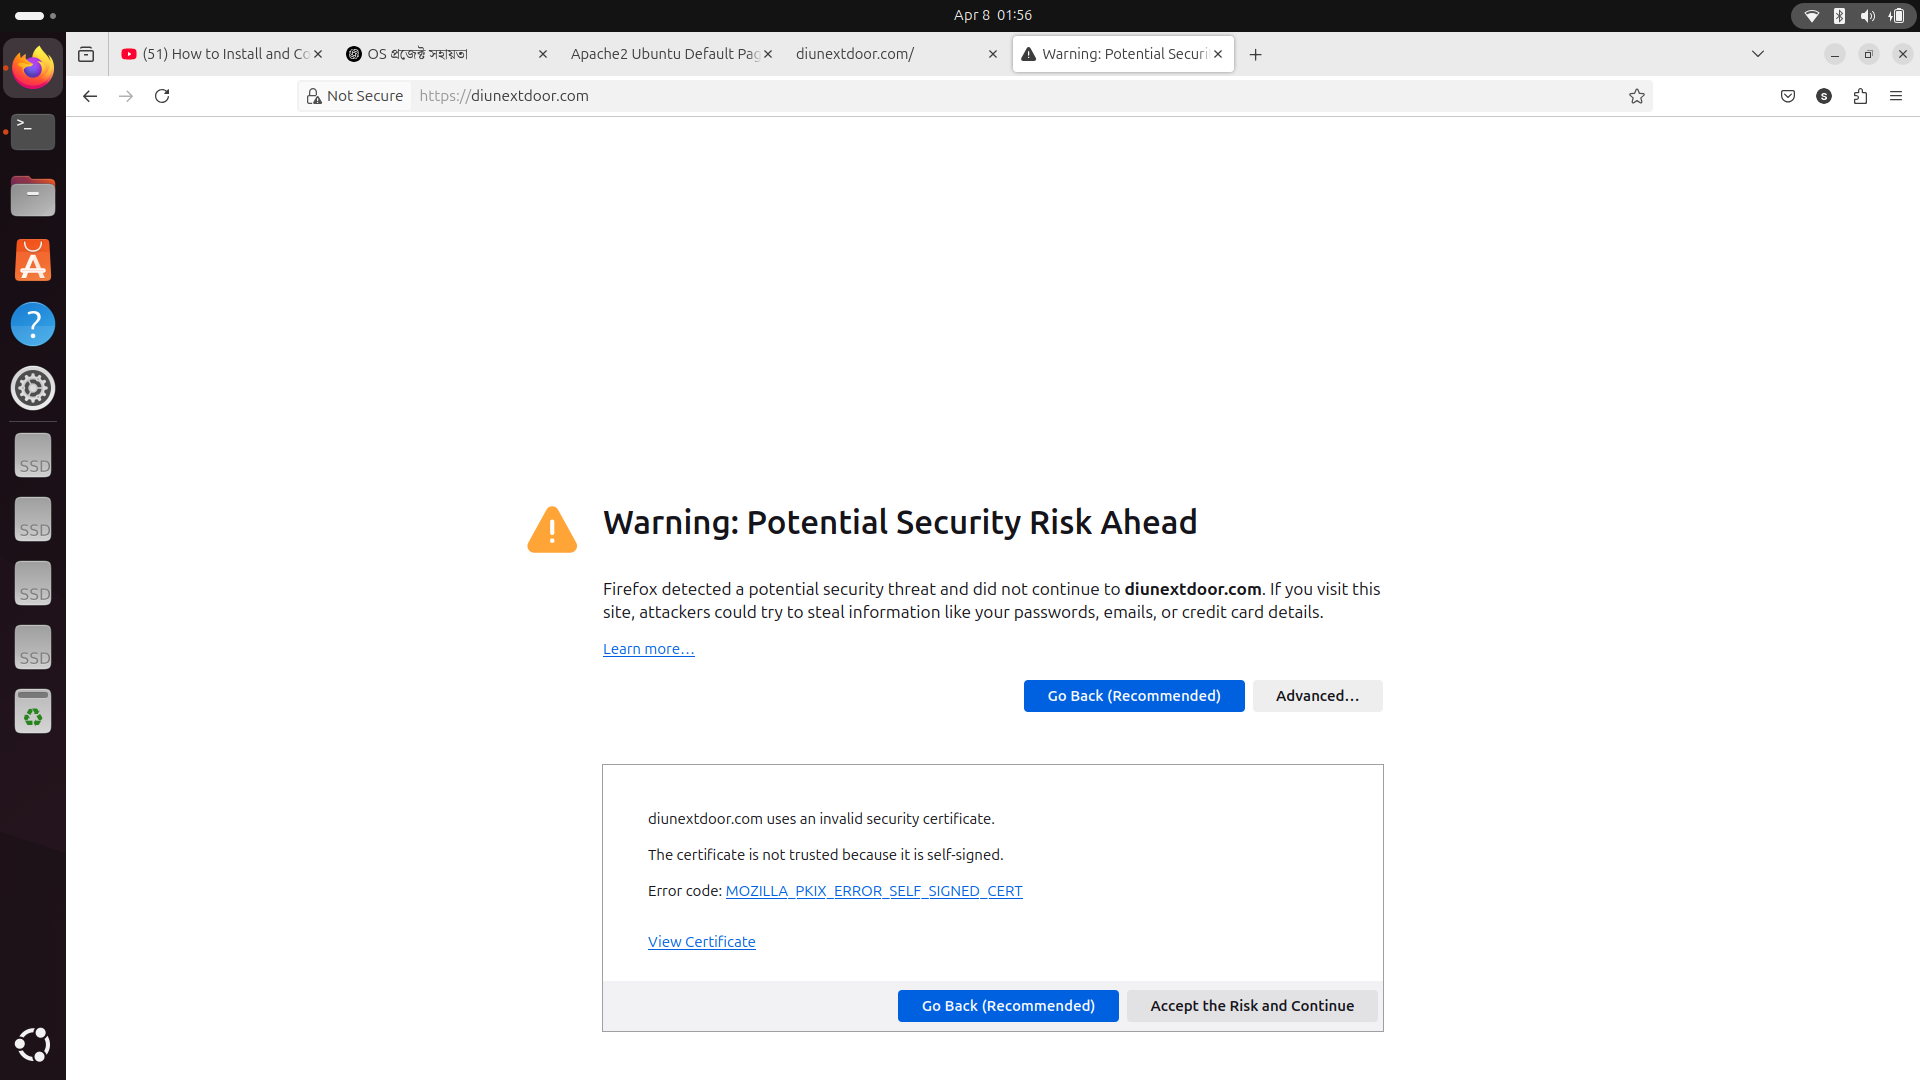 Apr 8 01:56
(51) How to Install and Co
OS প্রজেক্ট সহায়তা
Apache2 Ubuntu Default Pag
diunextdoor.com/
Warning: Potential Securi
Not Secure
https://diunextdoor.com
S
>_
SSD
SSD
SSD
SSD
Warning: Potential Security Risk Ahead
Firefox detected a potential security threat and did not continue to diunextdoor.com. If you visit this
site, attackers could try to steal information like your passwords, emails, or credit card details.
Learn more…
Go Back (Recommended)
Advanced…
diunextdoor.com uses an invalid security certificate.
The certificate is not trusted because it is self-signed.
Error code: MOZILLA_PKIX_ERROR_SELF_SIGNED_CERT
View Certificate
Go Back (Recommended)
Accept the Risk and Continue